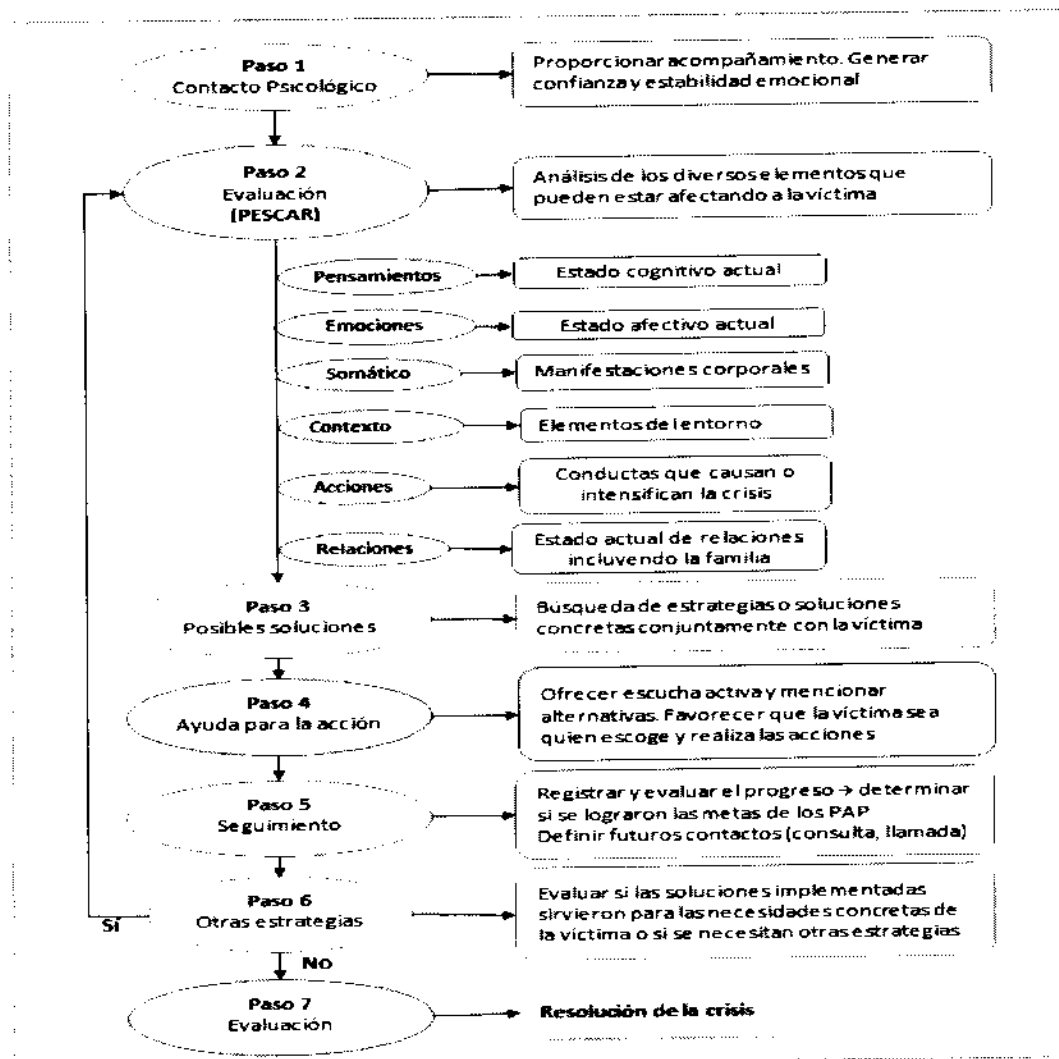 Paso 1
Contacto Psicológico
Proporcionar acompañamiento. Generar
confianza y estabilidad emocional
Paso 2
Evaluación
(PESCAR)
Análisis de los diversos elementos que
pueden estar afectando a la víctima
Pensamientos
Estado cognitivo actual
Emociones
Estado afectivo actual
Somático
Manifestaciones corporales
Contexto
Elementos del entorno
Acciones
Conductas que causan o
intensifican la crisis
Relaciones
Estado actual de relaciones
incluyendo la familia
Paso 3
Posibles soluciones
Búsqueda de estrategias o soluciones
concretas conjuntamente con la víctima
Paso 4
Ayuda para la acción
Ofrecer escucha activa y mencionar
alternativas. Favorecer que la víctima sea
quien escoge y realiza las acciones
Paso 5
Seguimiento
Registrar y evaluar el progreso → determinar
si se lograron las metas de los PAP
Definir futuros contactos (consulta, llamada)
Paso 6
Otras estrategias
Sí
Evaluar si las soluciones implementadas
sirvieron para las necesidades concretas de
la víctima o si se necesitan otras estrategias
No
Paso 7
Evaluación
Resolución de la crisis